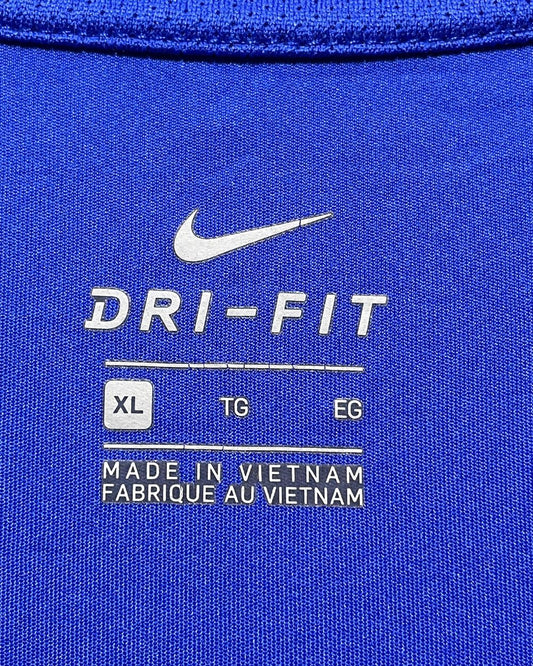 DRI-FIT
XL TG EG
MADE IN VIETNAM
FABRIQUE AU VIETNAM